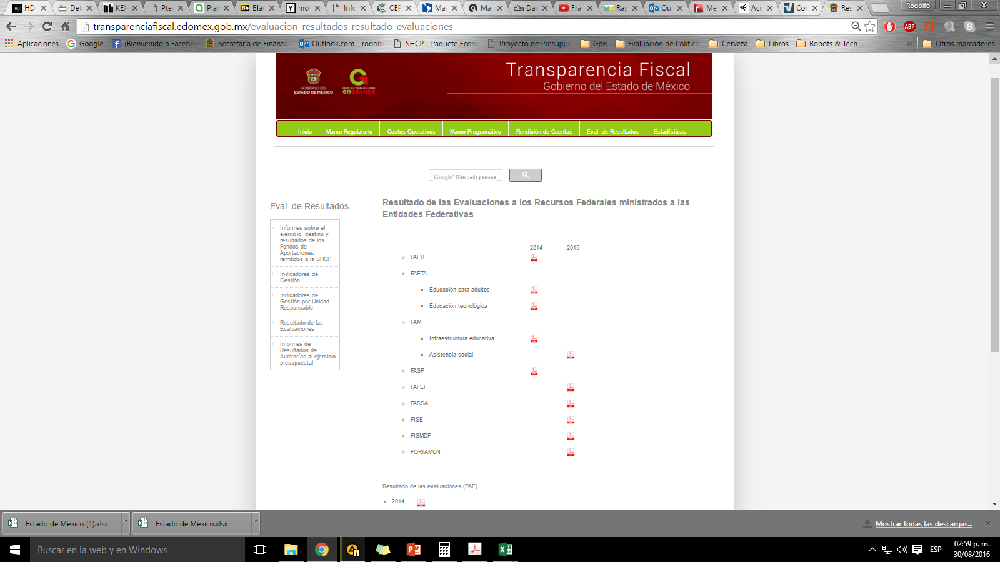 HD
Det
KEX
Pte
Pla
Bb Bla
Y mo
Info
CEF
Ma
Ma
Da
Fra
Rap
Ou
Me
Acu
Co
Res
Rodolfo
transparenciafiscal.edomex.gob.mx/evaluacion_resultados-resultado-evaluaciones
ABP
Aplicaciones
Google
¡Bienvenido a Facebo
Secretaría de Finanza
Outlook.com - rodolf
SHCP - Paquete Econ
Proyecto de Presupue
GpR
Evaluación de Política
Cerveza
Libros
Robots & Tech
»
Otros marcadores
GOBIERNO DEL
ESTADO DE MÉXICO
GENTE QUE TRABAJA Y LOGRA
enGRANDE
Transparencia Fiscal
Gobierno del Estado de México
Inicio
Marco Regulatorio
Costos Operativos
Marco Programático
Rendición de Cuentas
Eval. de Resultados
Estadísticas
Google™ Búsqueda persona
Eval. de Resultados
Informes sobre el
ejercicio, destino y
resultados de los
Fondos de
Aportaciones,
remitidos a la SHCP.
Indicadores de
Gestión
Indicadores de
Gestión por Unidad
Responsable
Resultado de las
Evaluaciones
Informes de
Resultados de
Auditorías al ejercicio
presupuestal
Resultado de las Evaluaciones a los Recursos Federales ministrados a las
Entidades Federativas
2014 2015
FAEB
FAETA
Educación para adultos
Educación tecnológica
FAM
Infraestructura educativa
Asistencia social
FASP
FAFEF
FASSA
FISE
FISMDF
FORTAMUN
Resultado de las evaluaciones (PAE)
2014
Estado de México (1).xlsx
Estado de México.xlsx
Mostrar todas las descargas...
Buscar en la web y en Windows
ESP
02:59 p. m.
30/08/2016